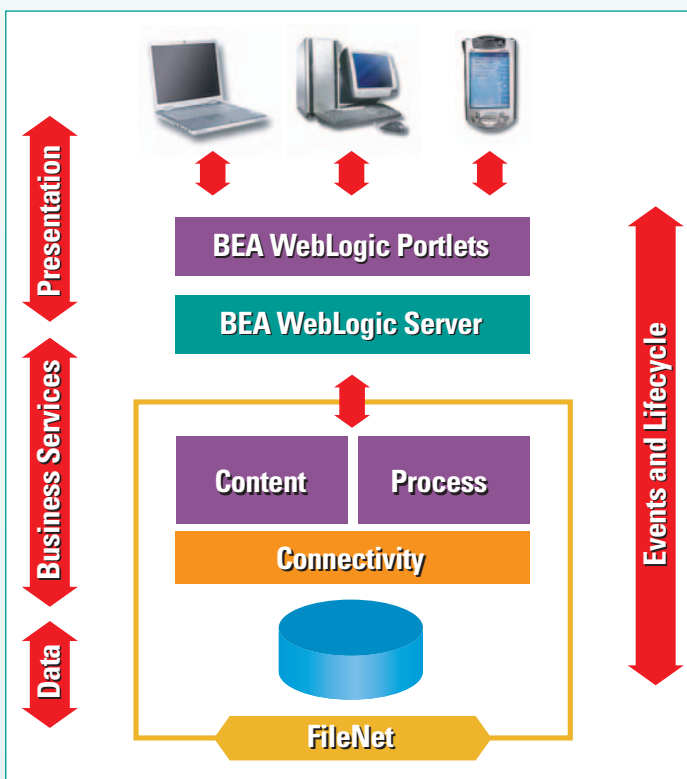 Presentation
BEA WebLogic Portlets
BEA WebLogic Server
Business Services
Content
Process
Connectivity
Data
FileNet
Events and Lifecycle